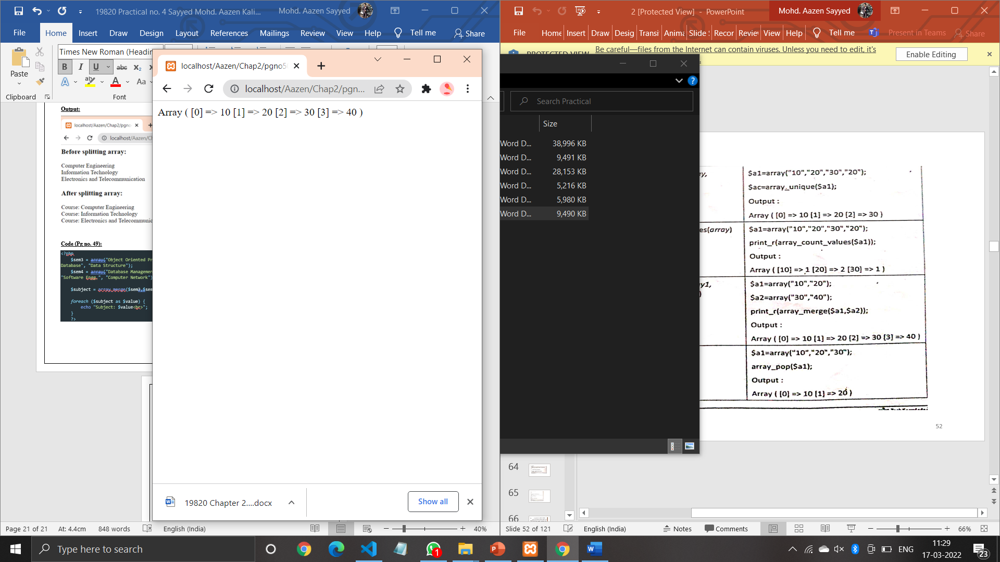 19820 Practical no. 4 Sayyed Mohd. Aazen Kali...
Mohd. Aazen Sayyed
File
Home
Insert
Draw
Design
Layout
References
Mailings
Review
View
Help
Tell me
Share
Times New Roman (Headin
Paste
B I U abc x₂
Aa
Clipboard
Font
Output:
localhost/Aazen/Chap2/pgno
localhost/Aazen/C
Before splitting array:
Computer Engineering
Information Technology
Electronics and Telecommunication
After splitting array:
Course: Computer Engineering
Course: Information Technology
Course: Electronics and Telecommunic
Code (Pg no. 49):
<?php
$sem3 = array("Object Oriented Pr
Database", "Data Structure");
$sem4 = array("Database Managemen
"Software Engg.", "Computer Network")
$subject = array_merge($sem3,$sem
foreach ($subject as $value) {
echo "Subject: $value<br>";
}
?>
localhost/Aazen/Chap2/pgno5
localhost/Aazen/Chap2/pgn...
Array ( [0] => 10 [1] => 20 [2] => 30 [3] => 40 )
19820 Chapter 2....docx
Show all
Page 21 of 21
At: 4.4cm
848 words
English (India)
40%
2 [Protected View] - PowerPoint
Mohd. Aazen Sayyed
File
Home
Insert
Draw
Desig
Transi
Anima
Slide
Recor
Review
View
Help
Tell me
Present in Teams
Share
PROTECTED VIEW
Be careful—files from the Internet can contain viruses. Unless you need to edit, it's
Enable Editing
Search Practical
Size
Word D... 38,996 KB
Word D... 9,491 KB
Word D... 28,153 KB
Word D... 5,216 KB
Word D... 5,980 KB
Word D... 9,490 KB
ay,
$a1=array("10","20","30","20");
$ac=array_unique($a1);
Output :
Array ( [0] => 10 [1] => 20 [2] => 30 )
es(array)
$a1=array("10","20","30","20");
print_r(array_count_values($a1));
Output :
Array ( [10] => 1 [20] => 2 [30] => 1 )
y1,
)
$a1=array("10","20");
$a2=array("30","40");
print_r(array_merge($a1,$a2));
Output :
Array ( [0] => 10 [1] => 20 [2] => 30 [3] => 40 )
$a1=array("10","20","30");
array_pop($a1);
Output :
Array ( [0] => 10 [1] => 20 )
52
64
65
66
Slide 52 of 121
English (India)
Notes
Comments
66%
Type here to search
1
ENG
11:29
17-03-2022
23